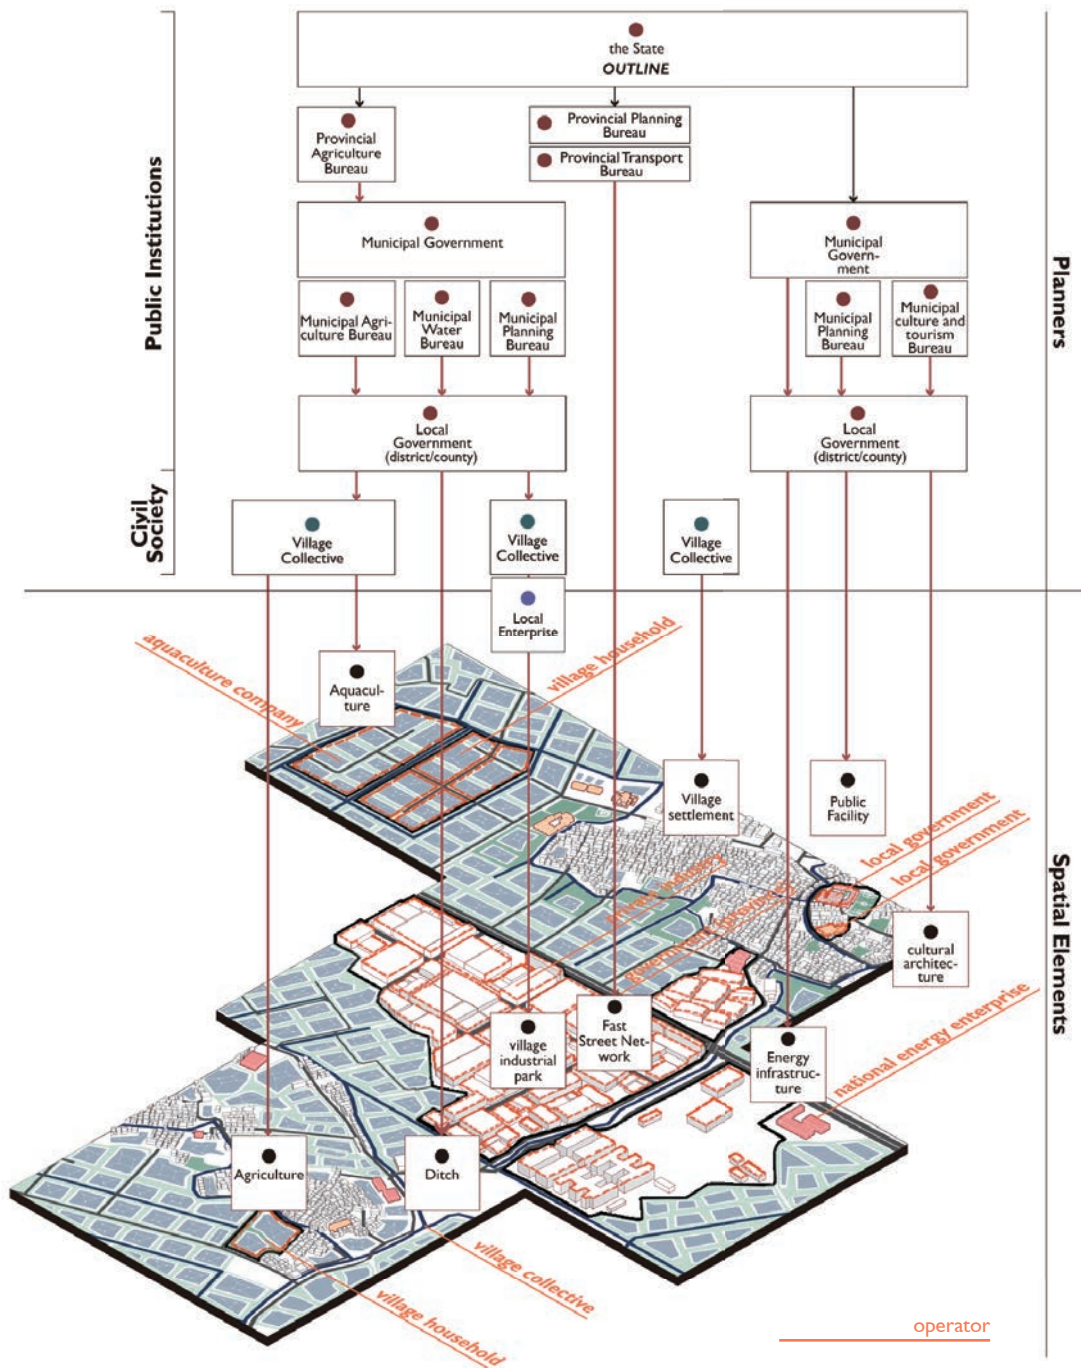 the State
OUTLINE
Provincial
Agriculture
Bureau
Provincial Planning
Bureau
Provincial Transport
Bureau
Municipal Government
Municipal
Govern-
ment
Municipal Agri-
culture Bureau
Municipal
Water
Bureau
Municipal
Planning
Bureau
Municipal
Planning
Bureau
Municipal
culture and
tourism
Bureau
Local
Government
(district/county)
Local
Government
(district/county)
Village
Collective
Village
Collective
Village
Collective
Local
Enterprise
Public Institutions
Civil
Society
Planners
Spatial Elements
aquaculture company
village household
Aquacul-
ture
Village
settlement
Public
Facility
local government
local government
private industry
government (province)
cultural
architec-
ture
village
industrial
park
Fast
Street Net-
work
Energy
infrastruc-
ture
national energy enterprise
Agriculture
Ditch
village collective
village household
operator